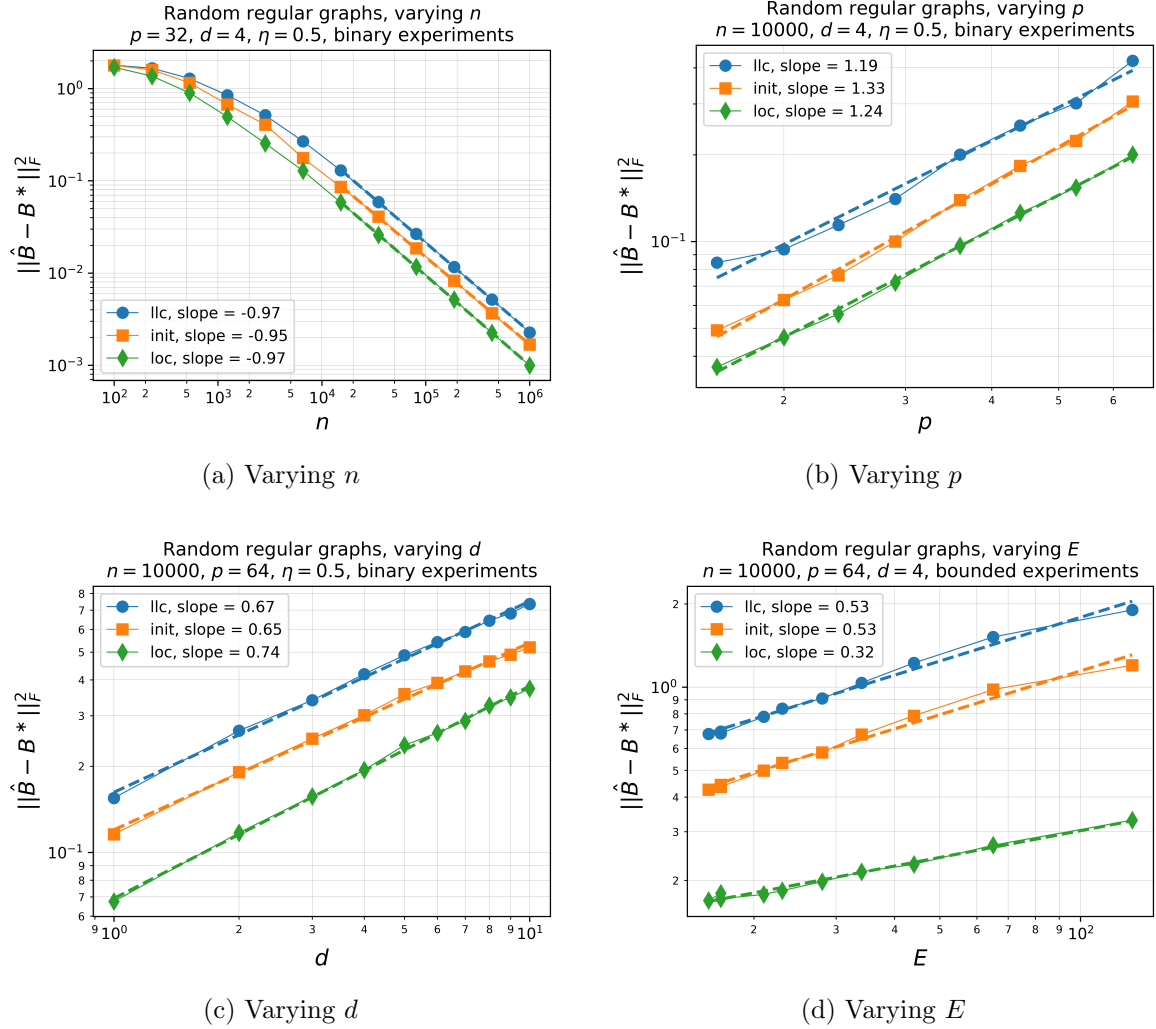 Random regular graphs, varying n
p = 32, d = 4, η = 0.5, binary experiments
||B̂ − B* ||²_F
10⁰
10⁻¹
10⁻²
10⁻³
llc, slope = -0.97
init, slope = -0.95
loc, slope = -0.97
10² 2 5 10³ 2 5 10⁴ 2 5 10⁵ 2 5 10⁶
n
(a) Varying n
Random regular graphs, varying p
n = 10000, d = 4, η = 0.5, binary experiments
||B̂ − B* ||²_F
llc, slope = 1.19
init, slope = 1.33
loc, slope = 1.24
10⁻¹
2 3 4 5 6
p
(b) Varying p
Random regular graphs, varying d
n = 10000, p = 64, η = 0.5, binary experiments
||B̂ − B* ||²_F
8
7
6
5
4
3
2
10⁻¹
9
8
7
6
llc, slope = 0.67
init, slope = 0.65
loc, slope = 0.74
9 10⁰ 2 3 4 5 6 7 8 9 10¹
d
(c) Varying d
Random regular graphs, varying E
n = 10000, p = 64, d = 4, bounded experiments
||B̂ − B* ||²_F
2
10⁰
9
8
7
6
5
4
3
2
llc, slope = 0.53
init, slope = 0.53
loc, slope = 0.32
2 3 4 5 6 7 8 9 10²
E
(d) Varying E